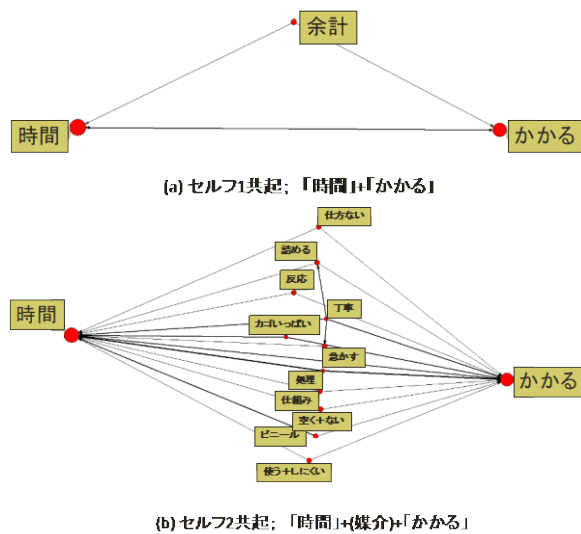 余計
時間
かかる
(a) セルフ1共起; 「時間」+「かかる」
仕方ない
詰める
反応
丁寧
カゴいっぱい
時間
急かす
処理
かかる
仕組み
空く+ない
ビニール
使う+しにくい
(b) セルフ2共起; 「時間」+(媒介)+「かかる」